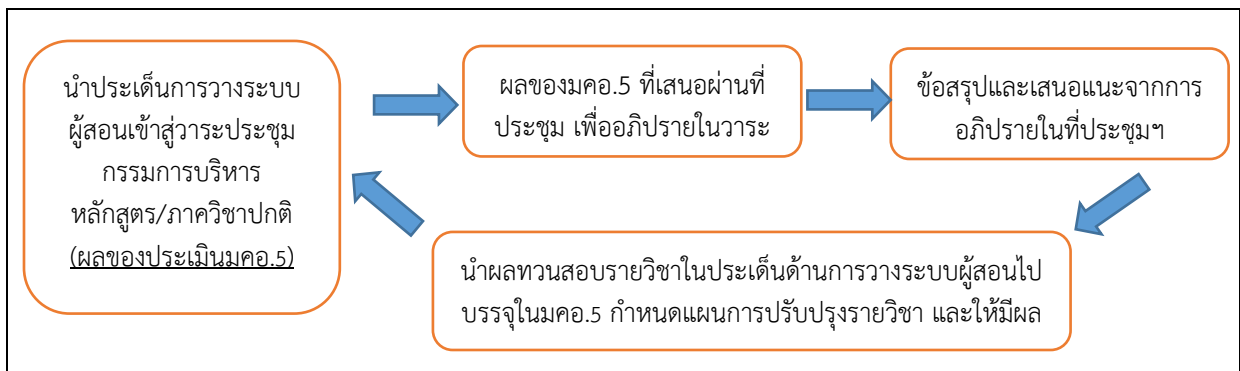 นำประเด็นการวางระบบ
ผู้สอนเข้าสู่วาระประชุม
กรรมการบริหาร
หลักสูตร/ภาควิชาปกติ
(ผลของประเมินมคอ.5)
ผลของมคอ.5 ที่เสนอผ่านที่
ประชุม เพื่ออภิปรายในวาระ
ข้อสรุปและเสนอแนะจากการ
อภิปรายในที่ประชุมฯ
นำผลทวนสอบรายวิชาในประเด็นด้านการวางระบบผู้สอนไป
บรรจุในมคอ.5 กำหนดแผนการปรับปรุงรายวิชา และให้มีผล